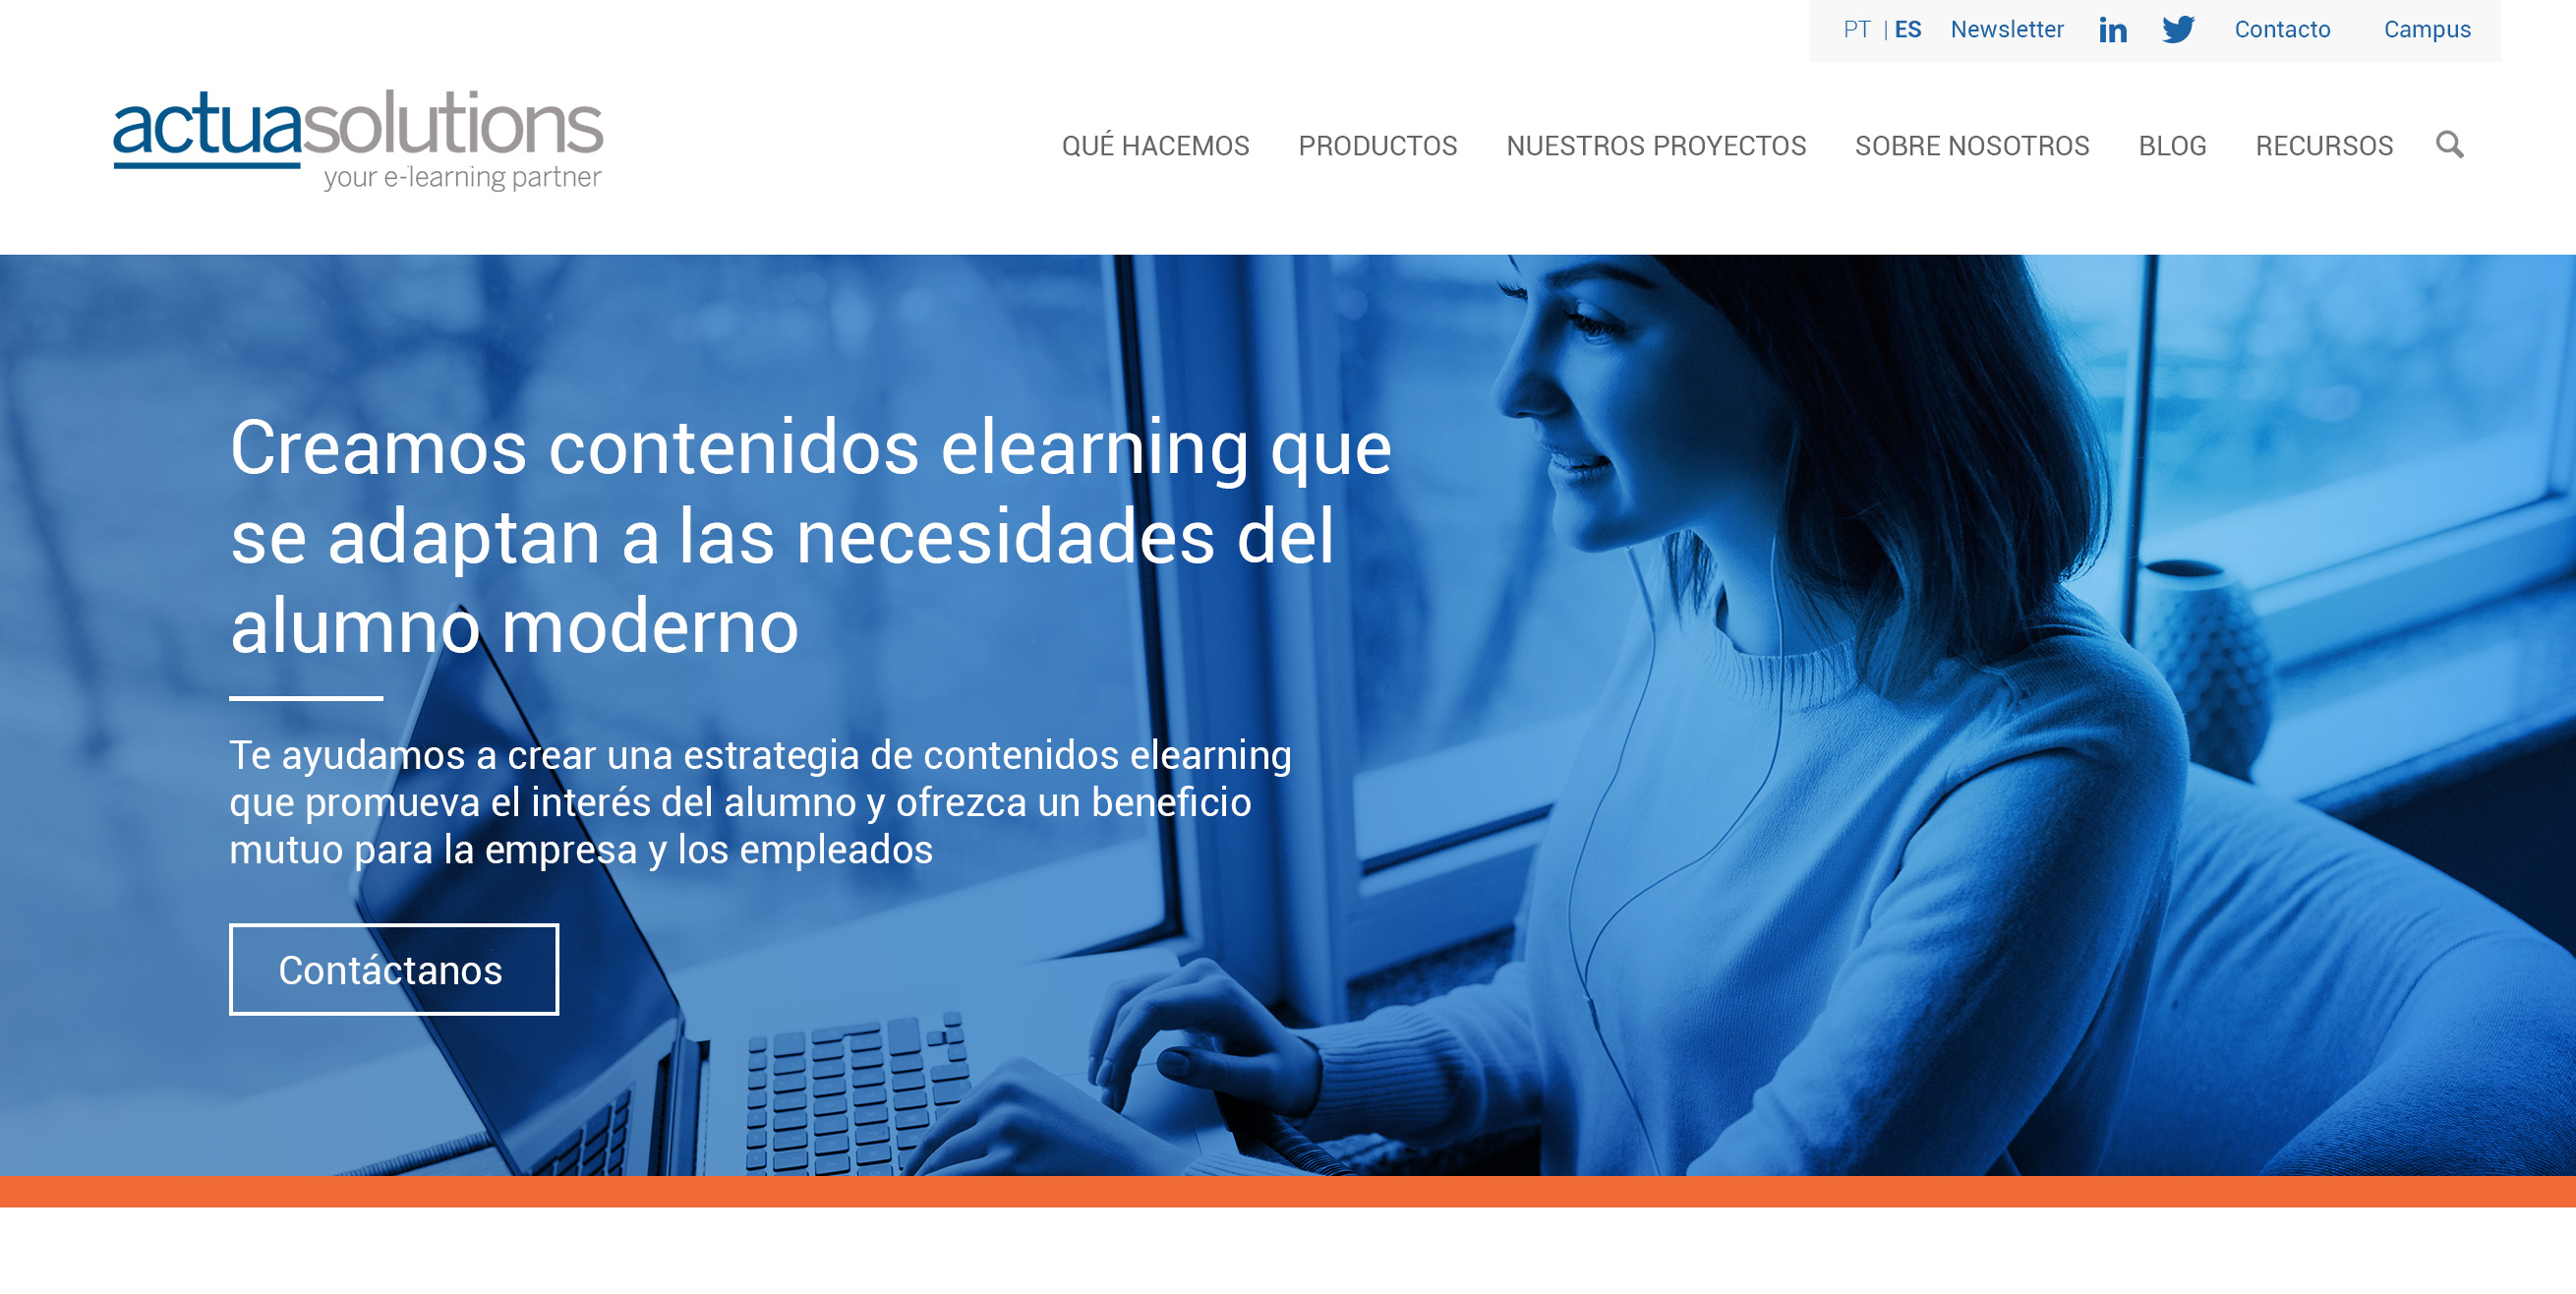 PT | ES Newsletter in Contacto Campus
actuasolutions
your e-learning partner
QUÉ HACEMOS PRODUCTOS NUESTROS PROYECTOS SOBRE NOSOTROS BLOG RECURSOS
Creamos contenidos elearning que
se adaptan a las necesidades del
alumno moderno
Te ayudamos a crear una estrategia de contenidos elearning
que promueva el interés del alumno y ofrezca un beneficio
mutuo para la empresa y los empleados
Contáctanos